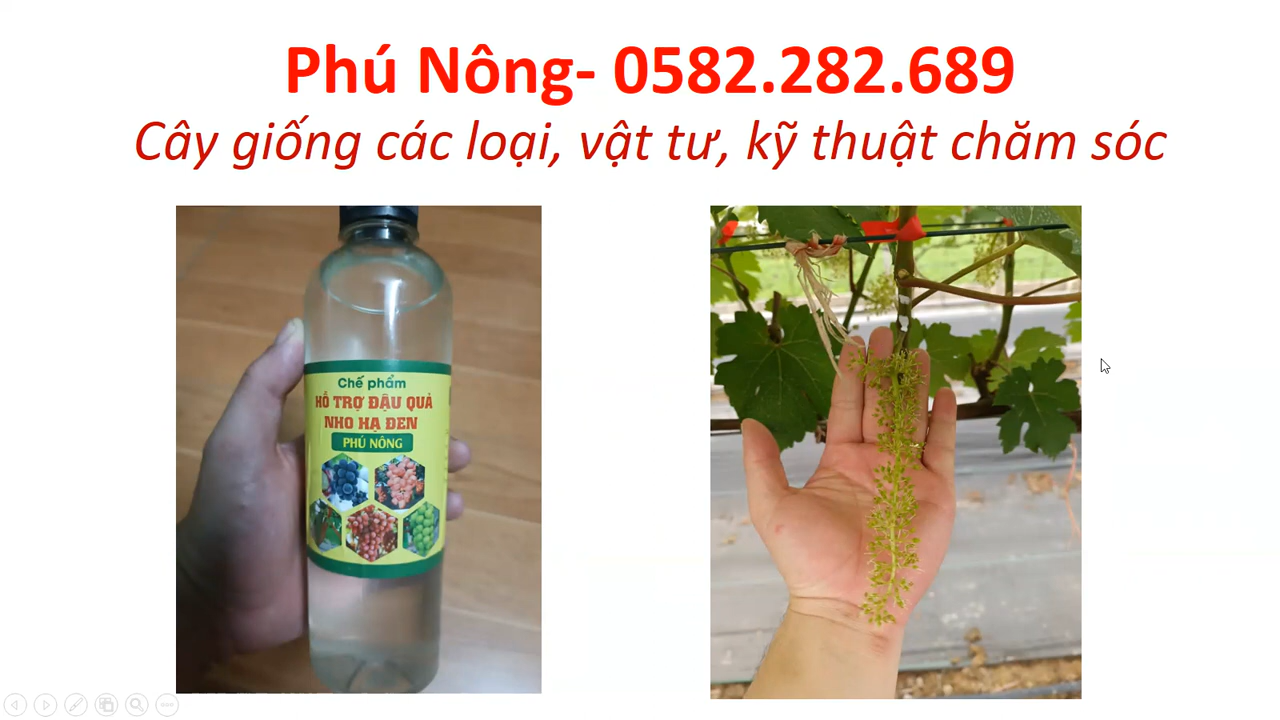 Phú Nông- 0582.282.689
Cây giống các loại, vật tư, kỹ thuật chăm sóc
Chế phẩm
HỖ TRỢ ĐẬU QUẢ
NHO HẠ ĐEN
PHÚ NÔNG